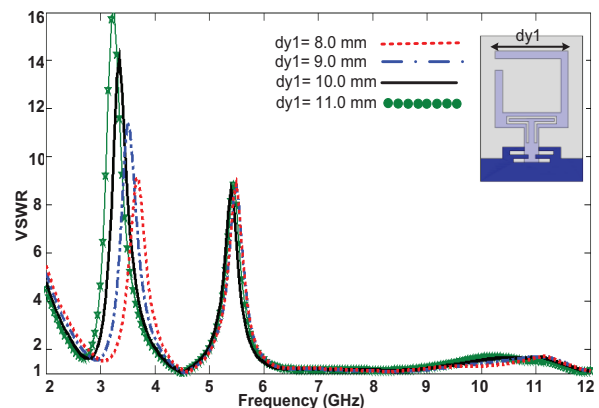 16
14
12
10
8
6
4
2
1
VSWR
dy1= 8.0 mm
dy1= 9.0 mm
dy1= 10.0 mm
dy1= 11.0 mm
dy1
2 3 4 5 6 7 8 9 10 11 12
Frequency (GHz)